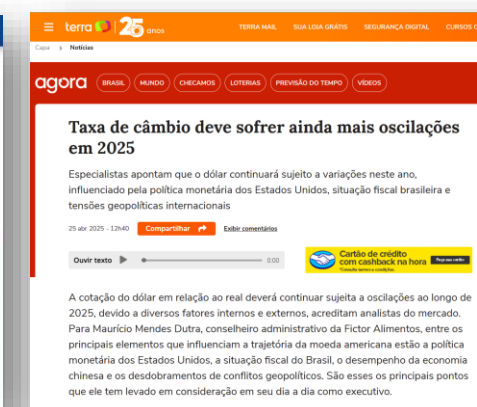 terra 25 anos TERRA MAIL SUA LOJA GRÁTIS SEGURANÇA DIGITAL CURSOS
Capa Notícias
agora BRASIL MUNDO CHECAMOS LOTERIAS PREVISÃO DO TEMPO VÍDEOS
Taxa de câmbio deve sofrer ainda mais oscilações
em 2025
Especialistas apontam que o dólar continuará sujeito a variações neste ano,
influenciado pela política monetária dos Estados Unidos, situação fiscal brasileira e
tensões geopolíticas internacionais
25 abr 2025 - 12h40 Compartilhar Exibir comentários
Ouvir texto 0:00
Cartão de crédito
com cashback na hora
A cotação do dólar em relação ao real deverá continuar sujeita a oscilações ao longo de
2025, devido a diversos fatores internos e externos, acreditam analistas do mercado.
Para Maurício Mendes Dutra, conselheiro administrativo da Fictor Alimentos, entre os
principais elementos que influenciam a trajetória da moeda americana estão a política
monetária dos Estados Unidos, a situação fiscal do Brasil, o desempenho da economia
chinesa e os desdobramentos de conflitos geopolíticos. São esses os principais pontos
que ele tem levado em consideração em seu dia a dia como executivo.